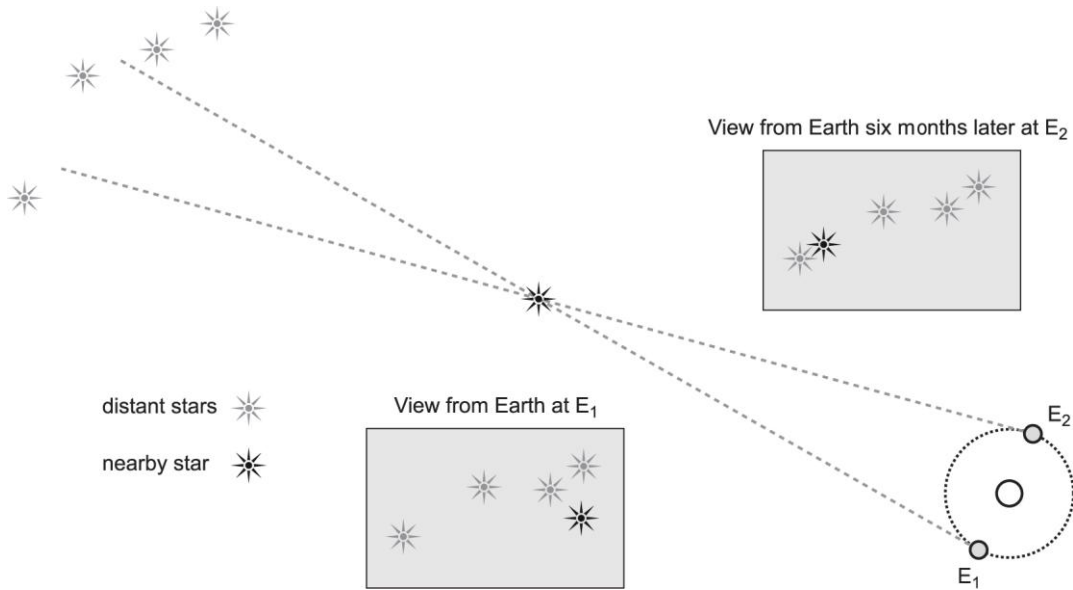 View from Earth six months later at E₂
distant stars
nearby star
View from Earth at E₁
E₂
E₁